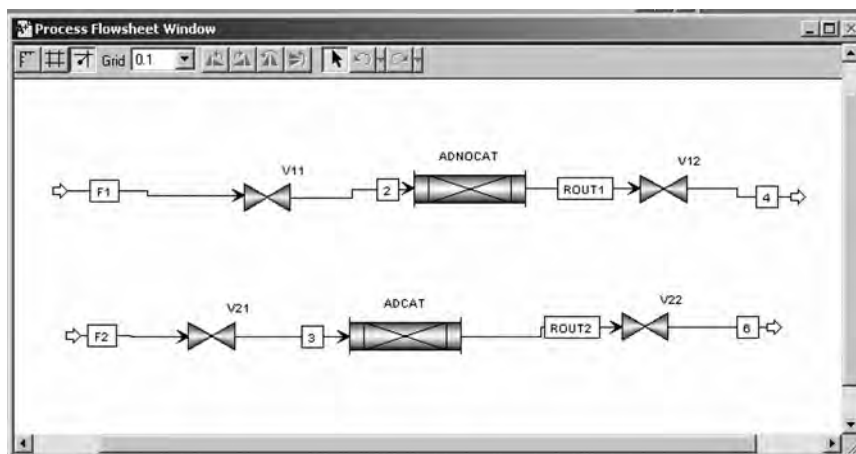 Process Flowsheet Window
Grid 0.1
ADNOCAT
V11
V12
F1
2
ROUT1
4
ADCAT
V21
V22
F2
3
ROUT2
6